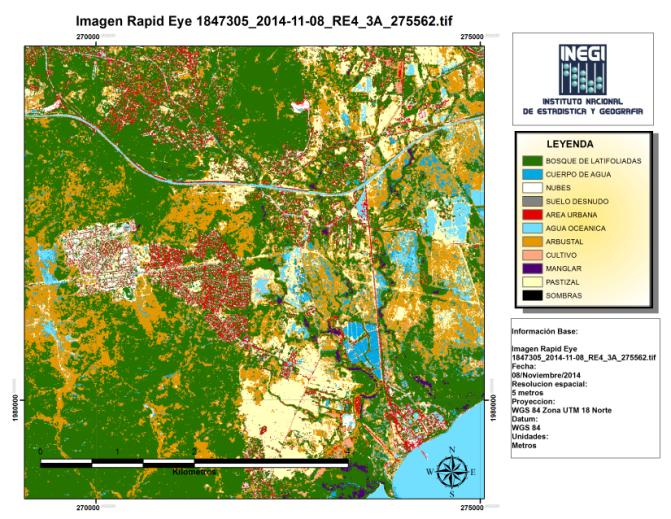 Imagen Rapid Eye 1847305_2014-11-08_RE4_3A_275562.tif
270000
275000
INEGI
INSTITUTO NACIONAL
DE ESTADISTICA Y GEOGRAFIA
LEYENDA
BOSQUE DE LATIFOLIADAS
CUERPO DE AGUA
NUBES
SUELO DESNUDO
AREA URBANA
AGUA OCEANICA
ARBUSTAL
CULTIVO
MANGLAR
PASTIZAL
SOMBRAS
Información Base:
Imagen Rapid Eye
1847305_2014-11-08_RE4_3A_275562.tif
Fecha:
08/Noviembre/2014
Resolucion espacial:
5 metros
Proyeccion:
WGS 84 Zona UTM 18 Norte
Datum:
WGS 84
Unidades:
Metros
1980000
1980000
0 1 2 4
Kilometros
N
W E
S
270000
275000